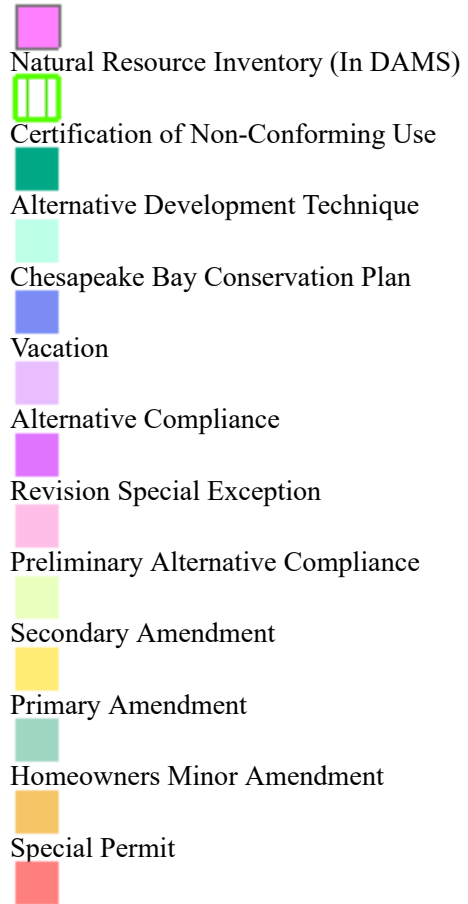 Natural Resource Inventory (In DAMS)
Certification of Non-Conforming Use
Alternative Development Technique
Chesapeake Bay Conservation Plan
Vacation
Alternative Compliance
Revision Special Exception
Preliminary Alternative Compliance
Secondary Amendment
Primary Amendment
Homeowners Minor Amendment
Special Permit